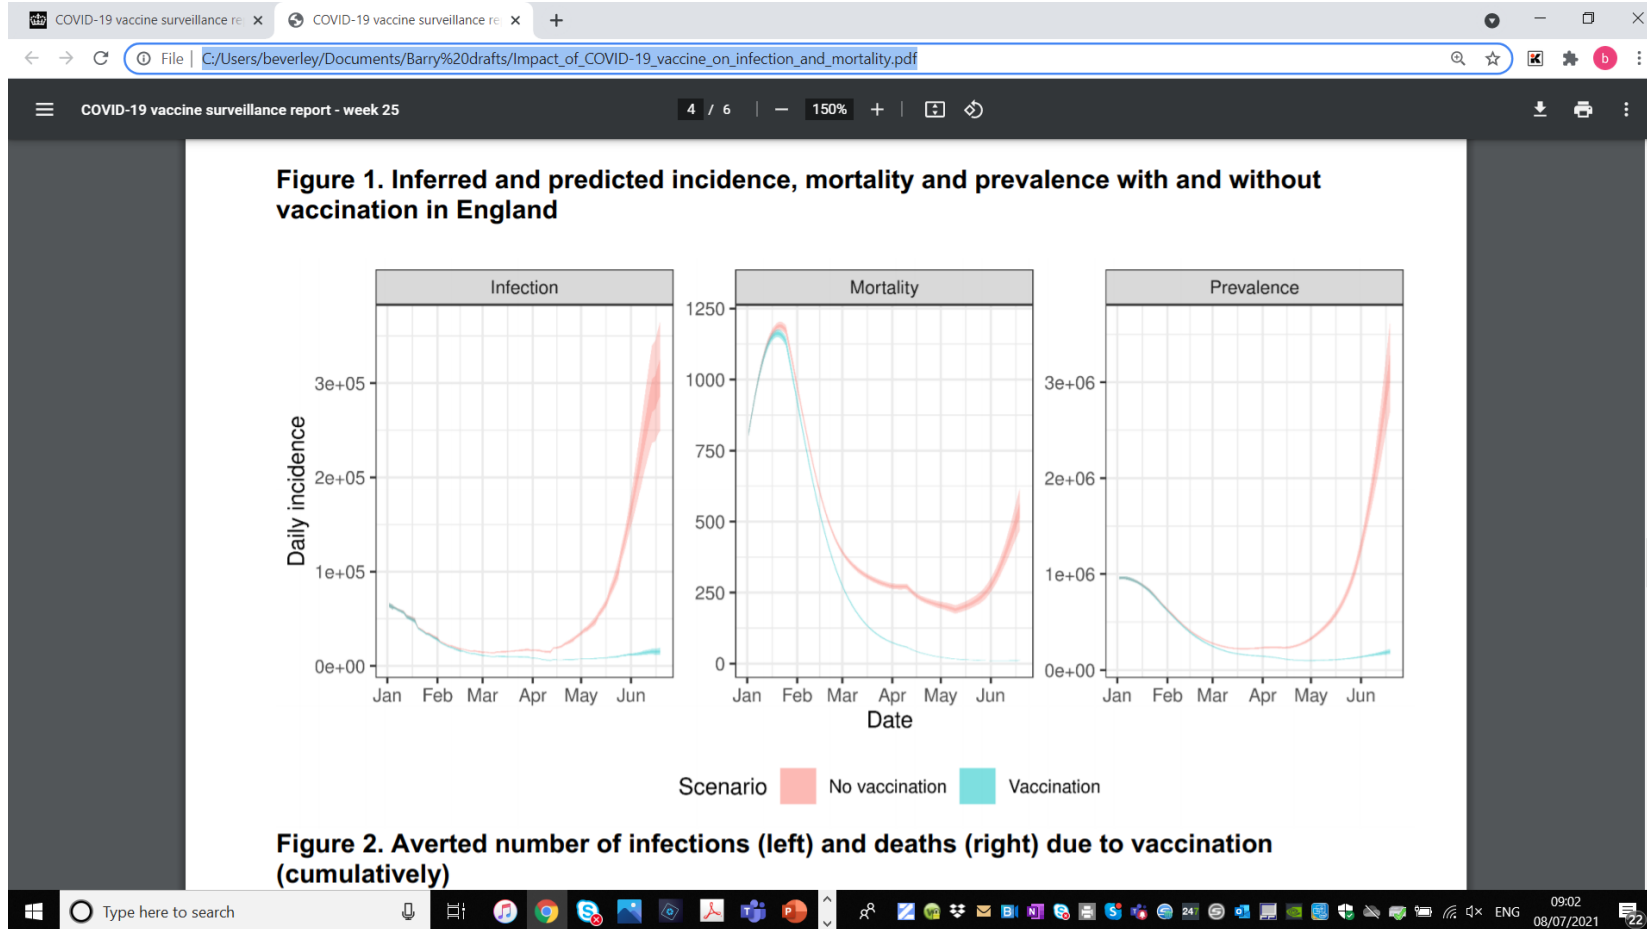 COVID-19 vaccine surveillance re
COVID-19 vaccine surveillance re
File
C:/Users/beverley/Documents/Barry%20drafts/Impact_of_COVID-19_vaccine_on_infection_and_mortality.pdf
b
COVID-19 vaccine surveillance report - week 25
4 / 6
150%
Figure 1. Inferred and predicted incidence, mortality and prevalence with and without
vaccination in England
Infection
Mortality
Prevalence
Daily incidence
3e+05
2e+05
1e+05
0e+00
1250
1000
750
500
250
0
3e+06
2e+06
1e+06
0e+00
Jan Feb Mar Apr May Jun
Jan Feb Mar Apr May Jun
Jan Feb Mar Apr May Jun
Date
Scenario No vaccination Vaccination
Figure 2. Averted number of infections (left) and deaths (right) due to vaccination
(cumulatively)
Type here to search
247
ENG
09:02
08/07/2021
22